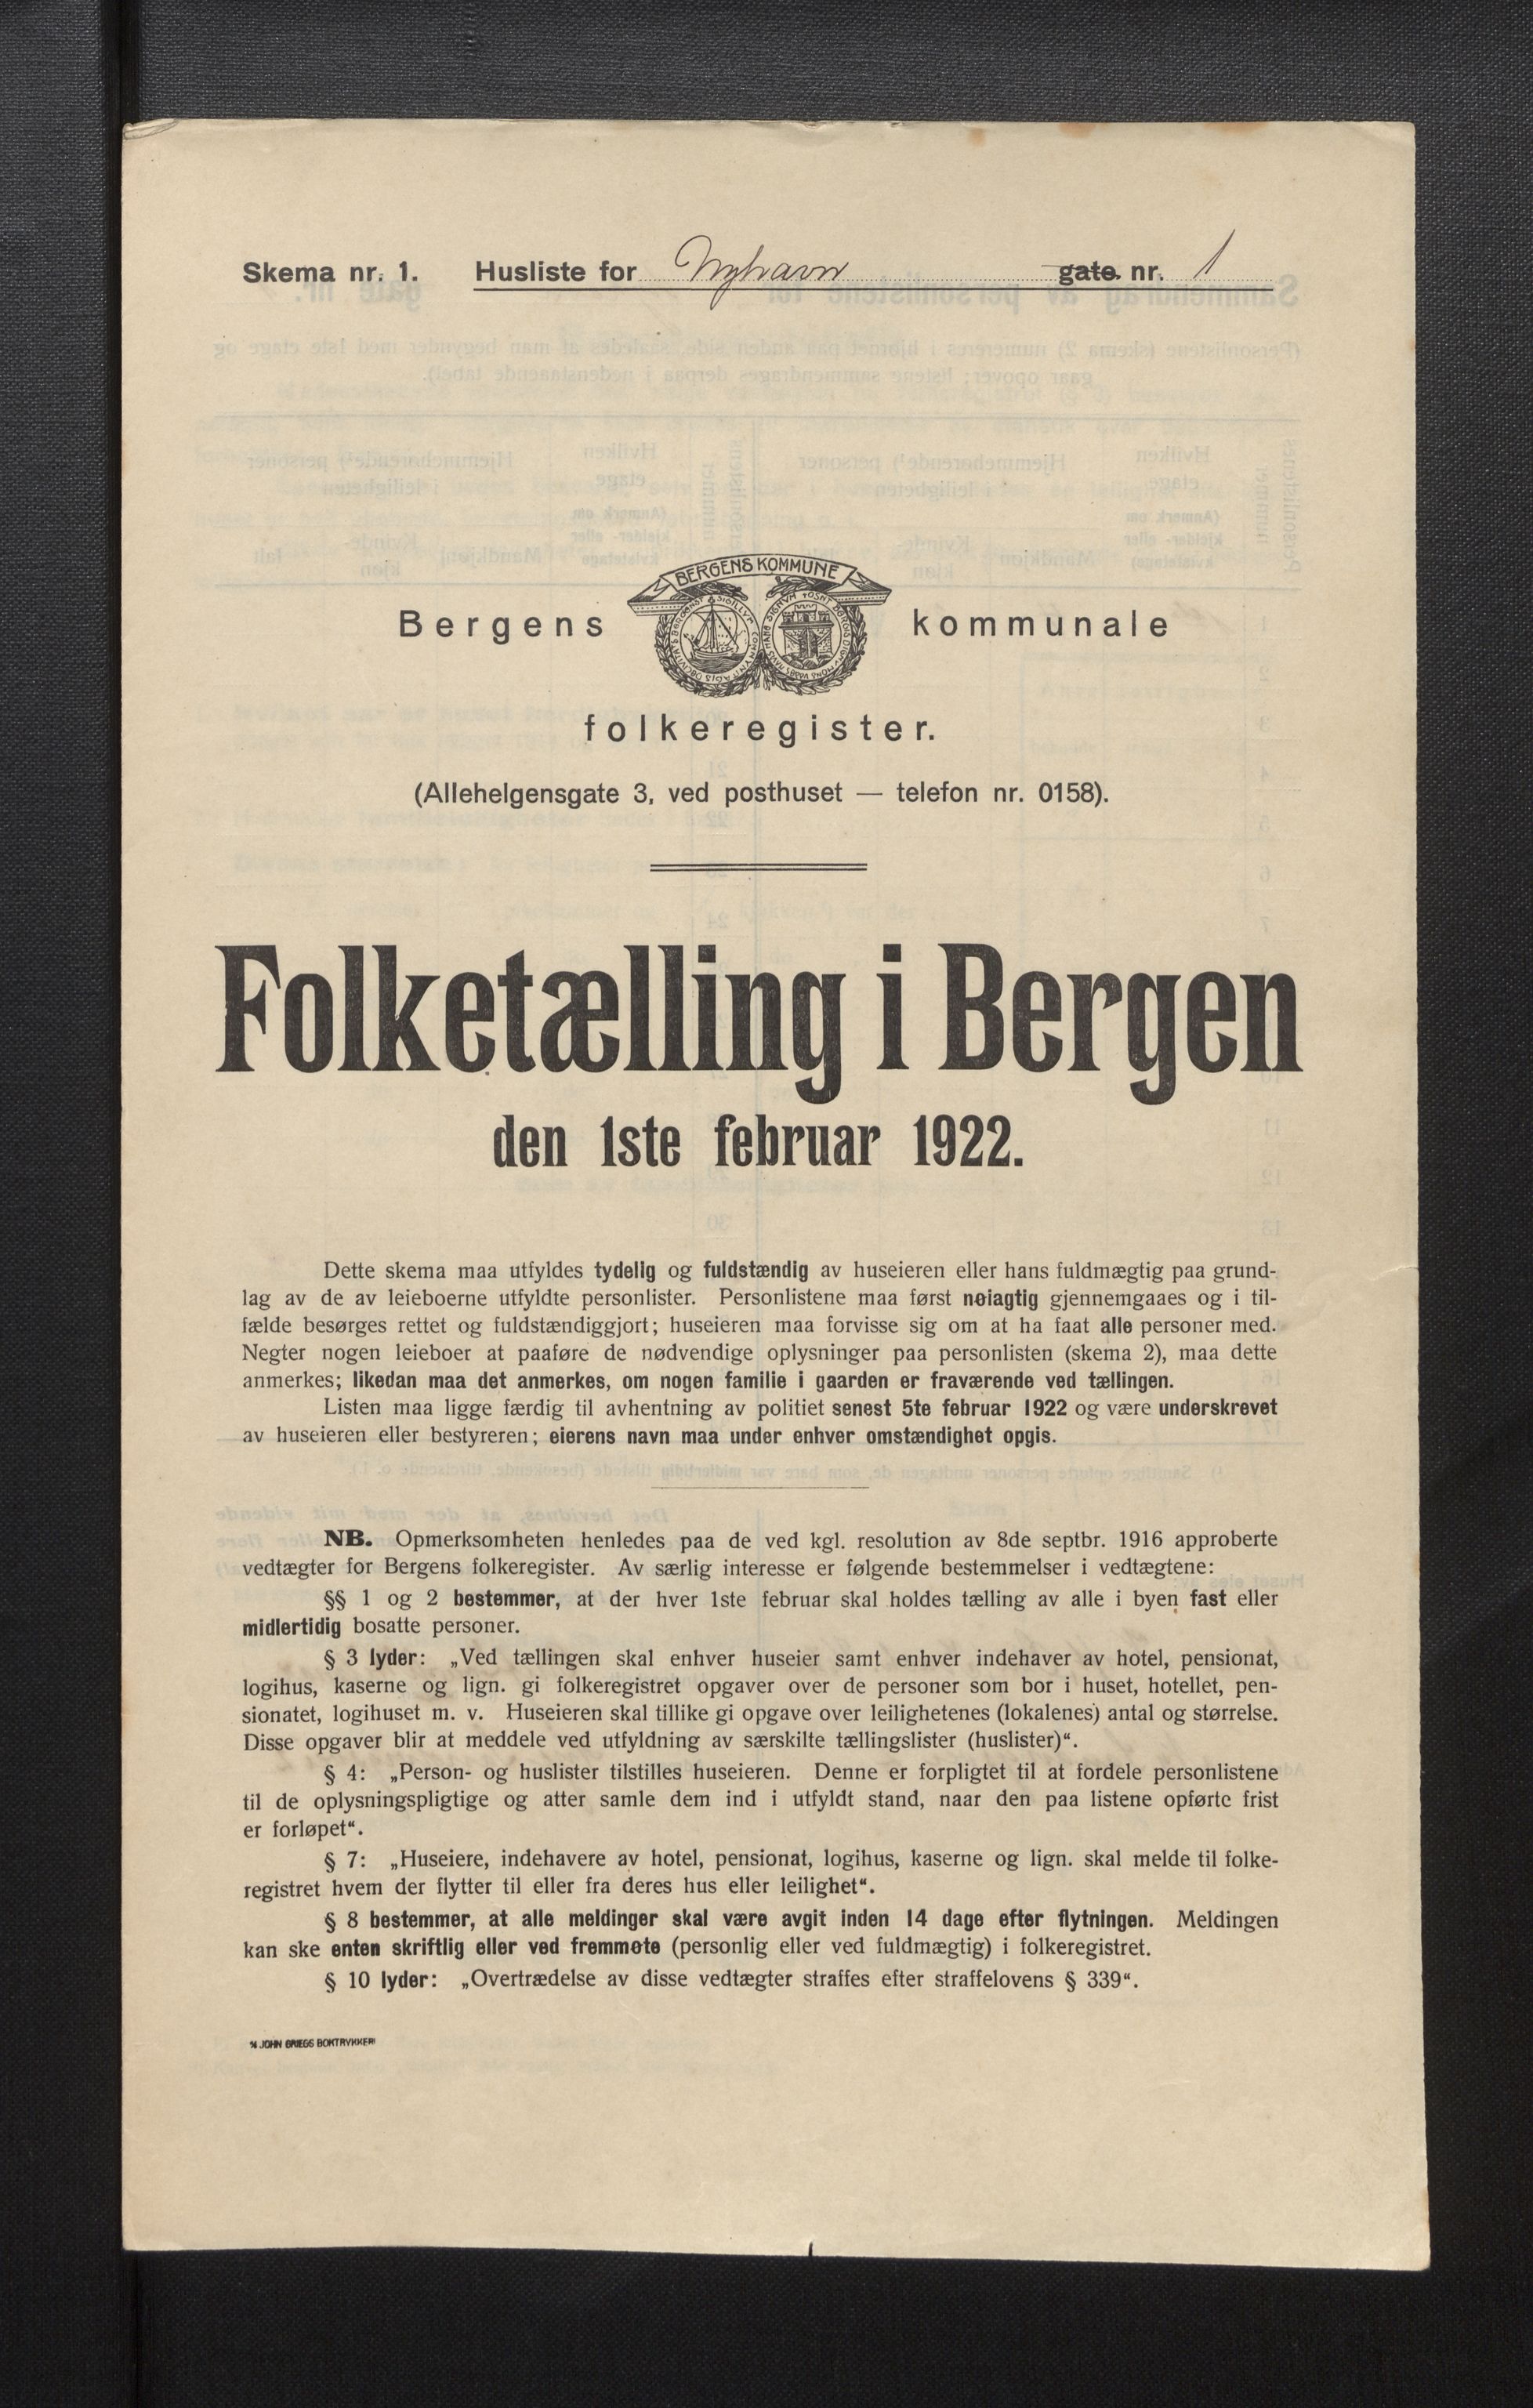 Skema nr. 1. Husliste for Nyhavn gate nr. 1
BERGENS KOMMUNE
Bergens kommunale
folkeregister.
(Allehelgensgate 3, ved posthuset — telefon nr. 0158).
Folketælling i Bergen
den 1ste februar 1922.
Dette skema maa utfyldes tydelig og fuldstændig av huseieren eller hans fuldmægtig paa grund-
lag av de av leieboerne utfyldte personlister. Personlistene maa først nøiagtig gjennemgaaes og i til-
fælde besørges rettet og fuldstændiggjort; huseieren maa forvisse sig om at ha faat alle personer med.
Negter nogen leieboer at paaføre de nødvendige oplysninger paa personlisten (skema 2), maa dette
anmerkes; likedan maa det anmerkes, om nogen familie i gaarden er fraværende ved tællingen.
Listen maa ligge færdig til avhentning av politiet senest 5te februar 1922 og være underskrevet
av huseieren eller bestyreren; eierens navn maa under enhver omstændighet opgis.
NB. Opmerksomheten henledes paa de ved kgl. resolution av 8de septbr. 1916 approberte
vedtægter for Bergens folkeregister. Av særlig interesse er følgende bestemmelser i vedtægtene:
§§ 1 og 2 bestemmer, at der hver 1ste februar skal holdes tælling av alle i byen fast eller
midlertidig bosatte personer.
§ 3 lyder: „Ved tællingen skal enhver huseier samt enhver indehaver av hotel, pensionat,
logihus, kaserne og lign. gi folkeregistret opgaver over de personer som bor i huset, hotellet, pen-
sionatet, logihuset m. v. Huseieren skal tillike gi opgave over leilighetenes (lokalenes) antal og størrelse.
Disse opgaver blir at meddele ved utfyldning av særskilte tællingslister (huslister)“.
§ 4: „Person- og huslister tilstilles huseieren. Denne er forpligtet til at fordele personlistene
til de oplysningspligtige og atter samle dem ind i utfyldt stand, naar den paa listene opførte frist
er forløpet“.
§ 7: „Huseiere, indehavere av hotel, pensionat, logihus, kaserne og lign. skal melde til folke-
registret hvem der flytter til eller fra deres hus eller leilighet“.
§ 8 bestemmer, at alle meldinger skal være avgit inden 14 dage efter flytningen. Meldingen
kan ske enten skriftlig eller ved fremmøte (personlig eller ved fuldmægtig) i folkeregistret.
§ 10 lyder: „Overtrædelse av disse vedtægter straffes efter straffelovens § 339“.
JOHN GRIEGS BOKTRYKKERI